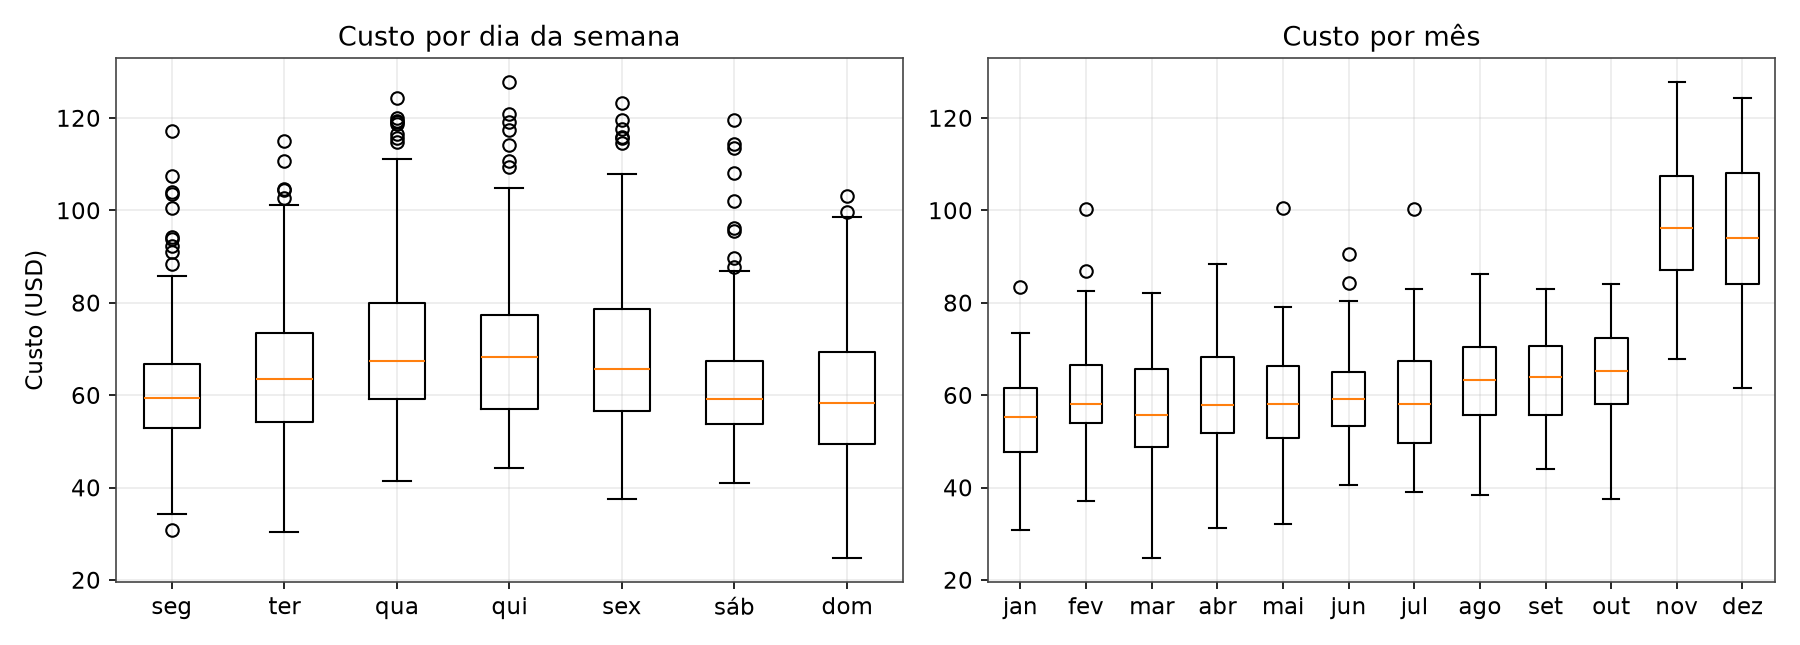 Custo por dia da semana
Custo (USD)
120
100
80
60
40
20
seg ter qua qui sex sáb dom
Custo por mês
120
100
80
60
40
20
jan fev mar abr mai jun jul ago set out nov dez